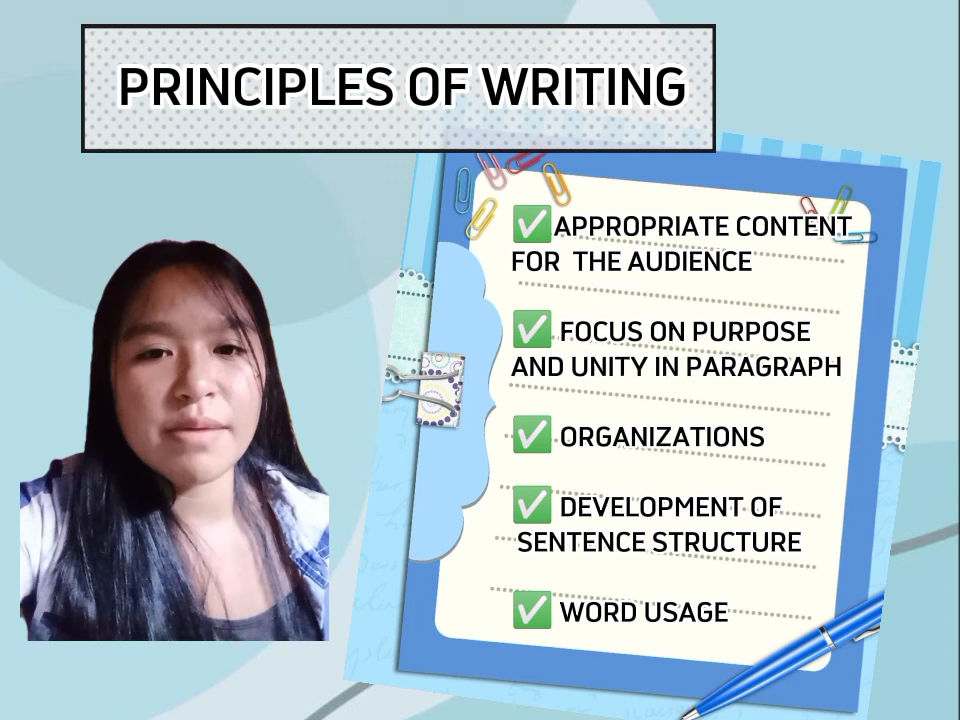 PRINCIPLES OF WRITING
✅APPROPRIATE CONTENT
FOR THE AUDIENCE
✅ FOCUS ON PURPOSE
AND UNITY IN PARAGRAPH
✅ ORGANIZATIONS
✅ DEVELOPMENT OF
SENTENCE STRUCTURE
✅ WORD USAGE